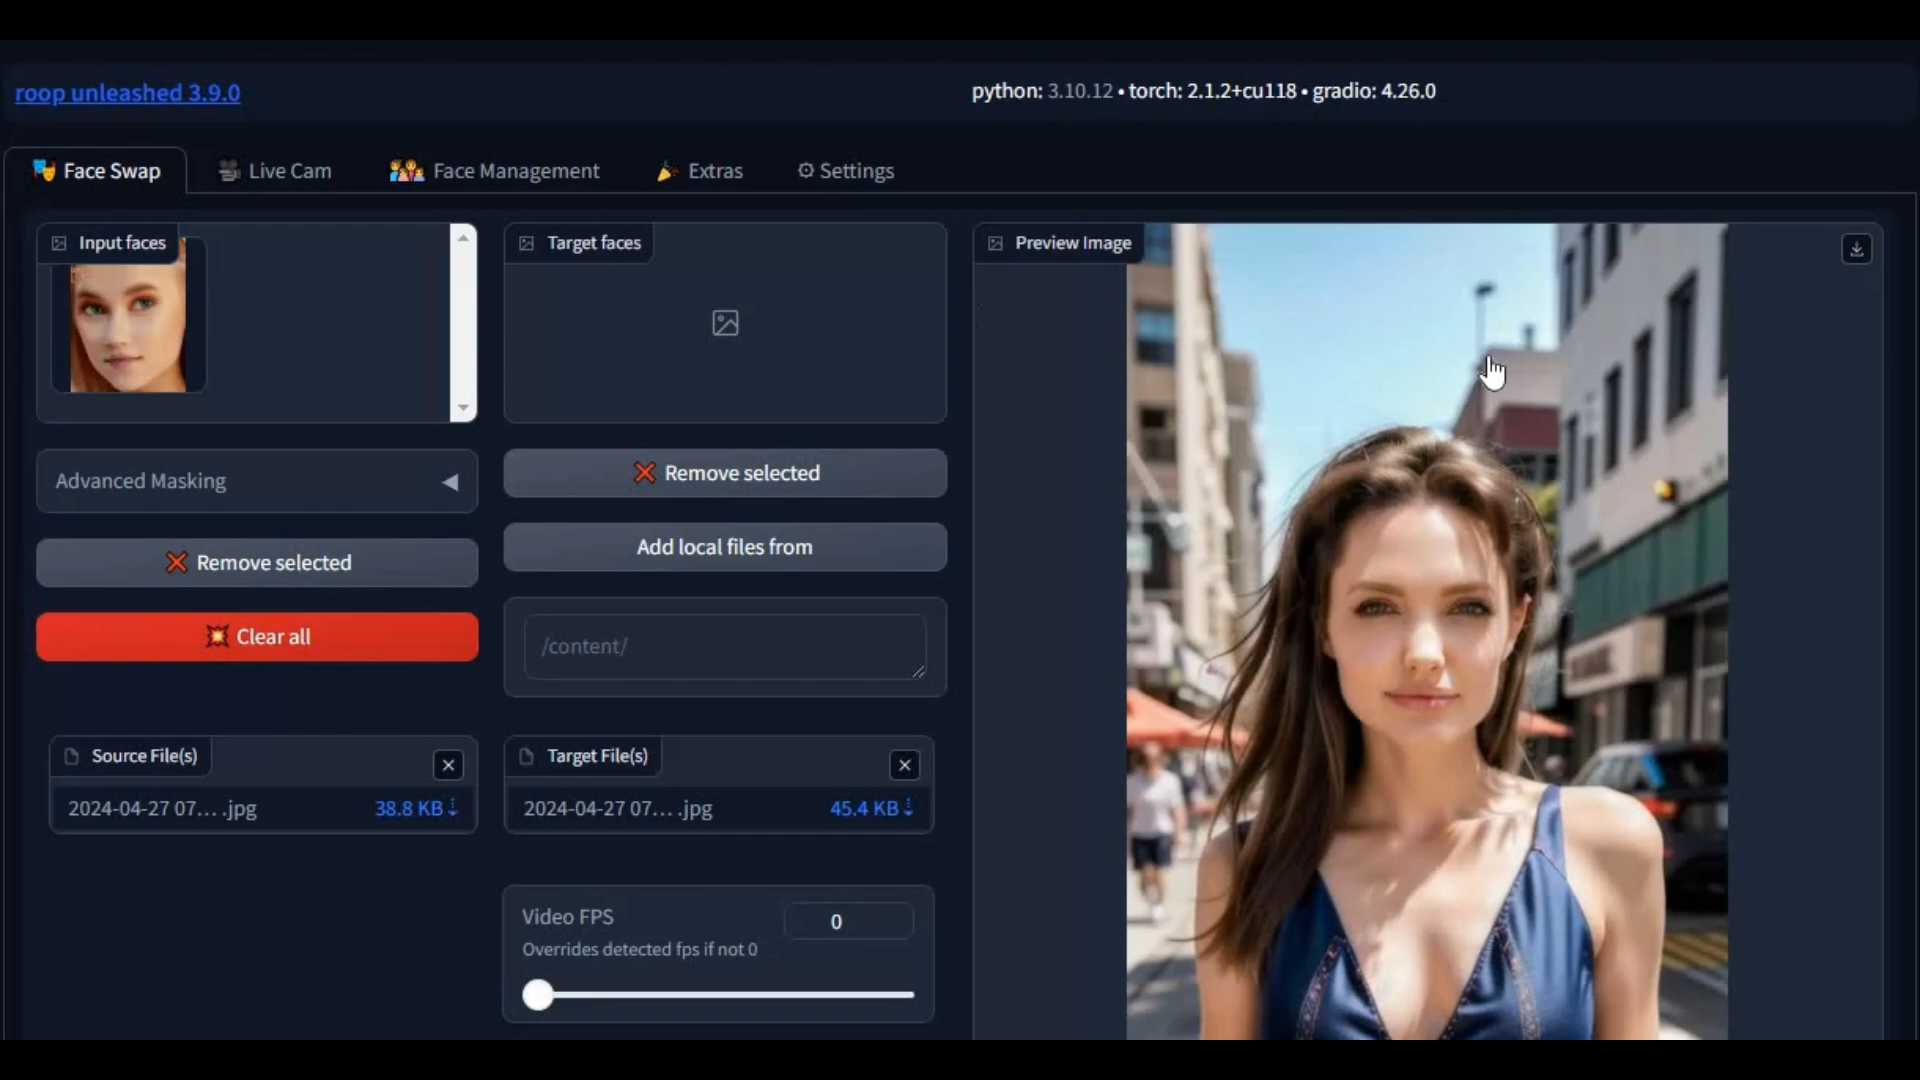 roop unleashed 3.9.0
python: 3.10.12 • torch: 2.1.2+cu118 • gradio: 4.26.0
Face Swap
Live Cam
Face Management
Extras
Settings
Input faces
Target faces
Preview Image
Advanced Masking
Remove selected
Remove selected
Add local files from
Clear all
/content/
Source File(s)
Target File(s)
2024-04-27 07... .jpg
38.8 KB
2024-04-27 07... .jpg
45.4 KB
Video FPS
0
Overrides detected fps if not 0